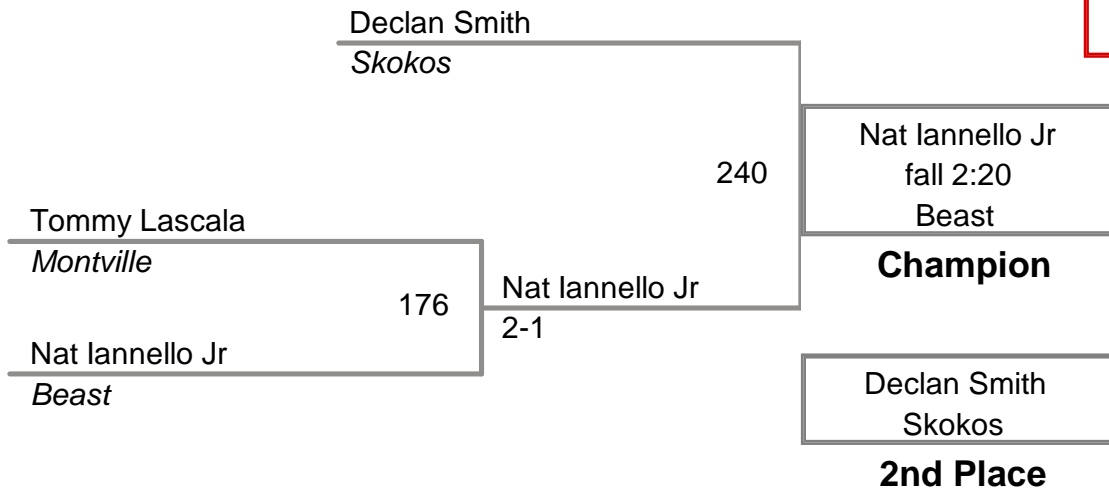 Declan Smith
Skokos
240
Nat Iannello Jr
fall 2:20
Beast
Champion
Tommy Lascala
Montville
176
Nat Iannello Jr
2-1
Nat Iannello Jr
Beast
Declan Smith
Skokos
2nd Place